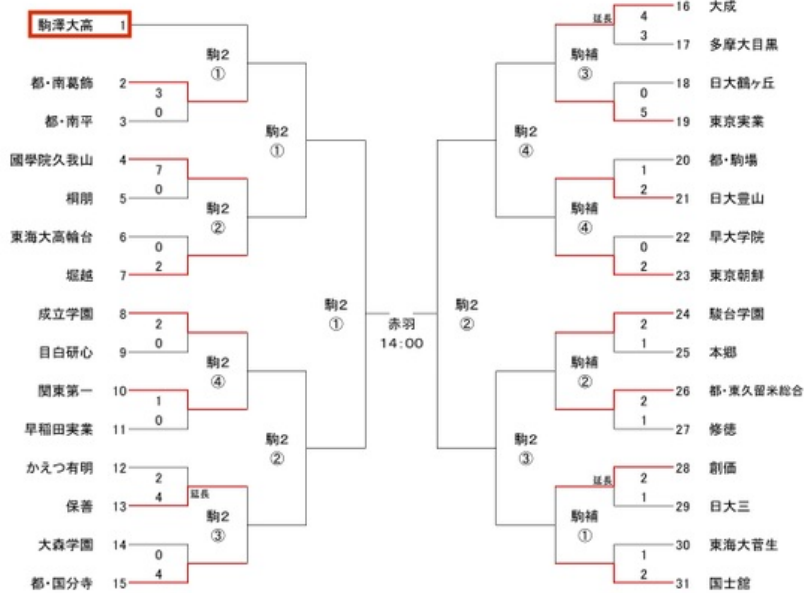 駒澤大高 1
都・南葛飾 2
3
0
都・南平 3
國學院久我山 4
7
0
桐朋 5
東海大高輪台 6
0
2
堀越 7
成立学園 8
2
0
目白研心 9
関東第一 10
1
0
早稲田実業 11
かえつ有明 12
2
4
延長
保善 13
大森学園 14
0
4
都・国分寺 15
駒2
①
駒2
②
駒2
④
駒2
③
駒2
①
駒2
②
駒2
①
赤羽
14:00
駒2
②
駒2
④
駒2
③
駒補
③
駒補
④
駒補
②
駒補
①
16 大成
延長
4
3
17 多摩大目黒
18 日大鶴ヶ丘
0
5
19 東京実業
20 都・駒場
1
2
21 日大豊山
22 早大学院
0
2
23 東京朝鮮
24 駿台学園
2
1
25 本郷
26 都・東久留米総合
2
1
27 修徳
28 創価
延長
2
1
29 日大三
30 東海大菅生
1
2
31 国士舘